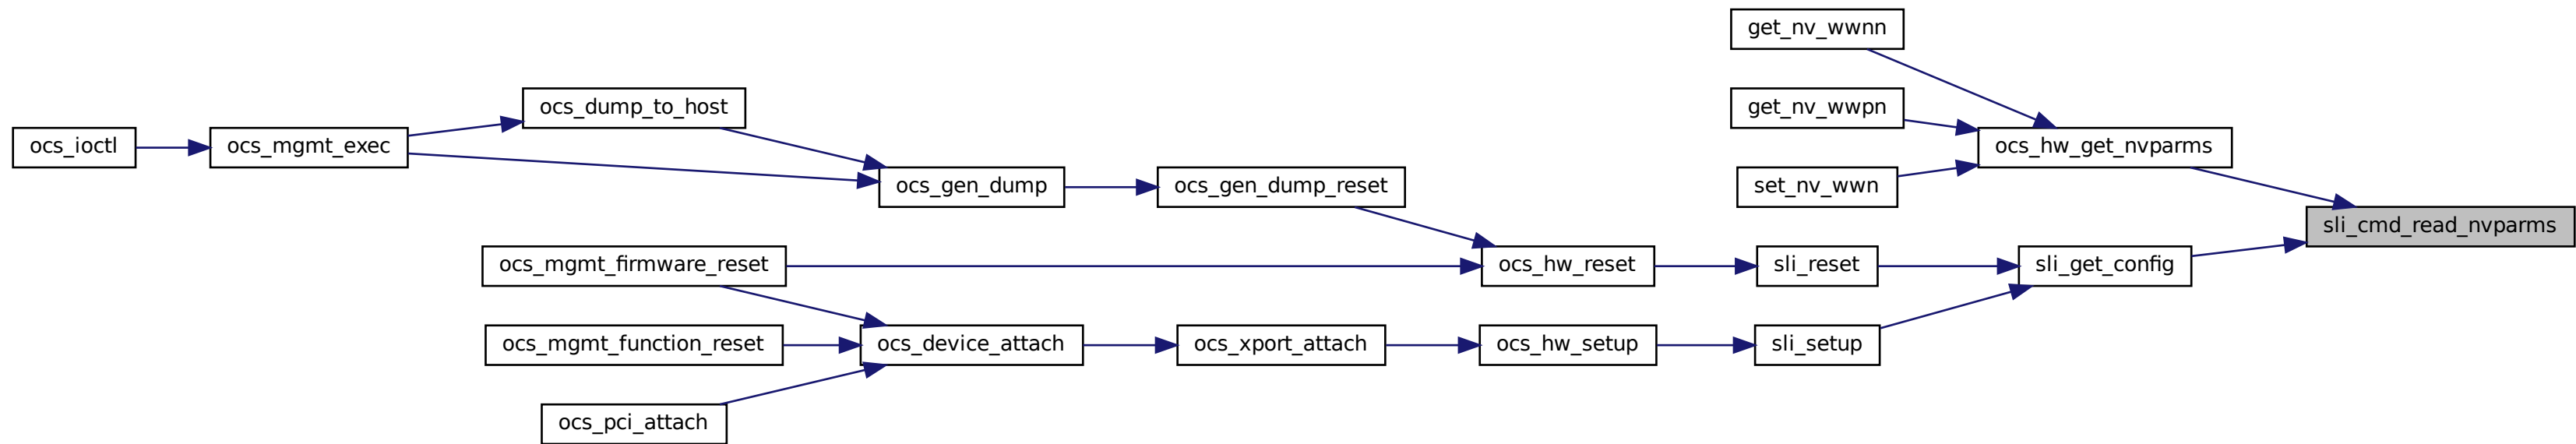 get_nv_wwnn
ocs_dump_to_host
get_nv_wwpn
ocs_ioctl
ocs_mgmt_exec
ocs_hw_get_nvparms
ocs_gen_dump
ocs_gen_dump_reset
set_nv_wwn
sli_cmd_read_nvparms
ocs_mgmt_firmware_reset
ocs_hw_reset
sli_reset
sli_get_config
ocs_mgmt_function_reset
ocs_device_attach
ocs_xport_attach
ocs_hw_setup
sli_setup
ocs_pci_attach